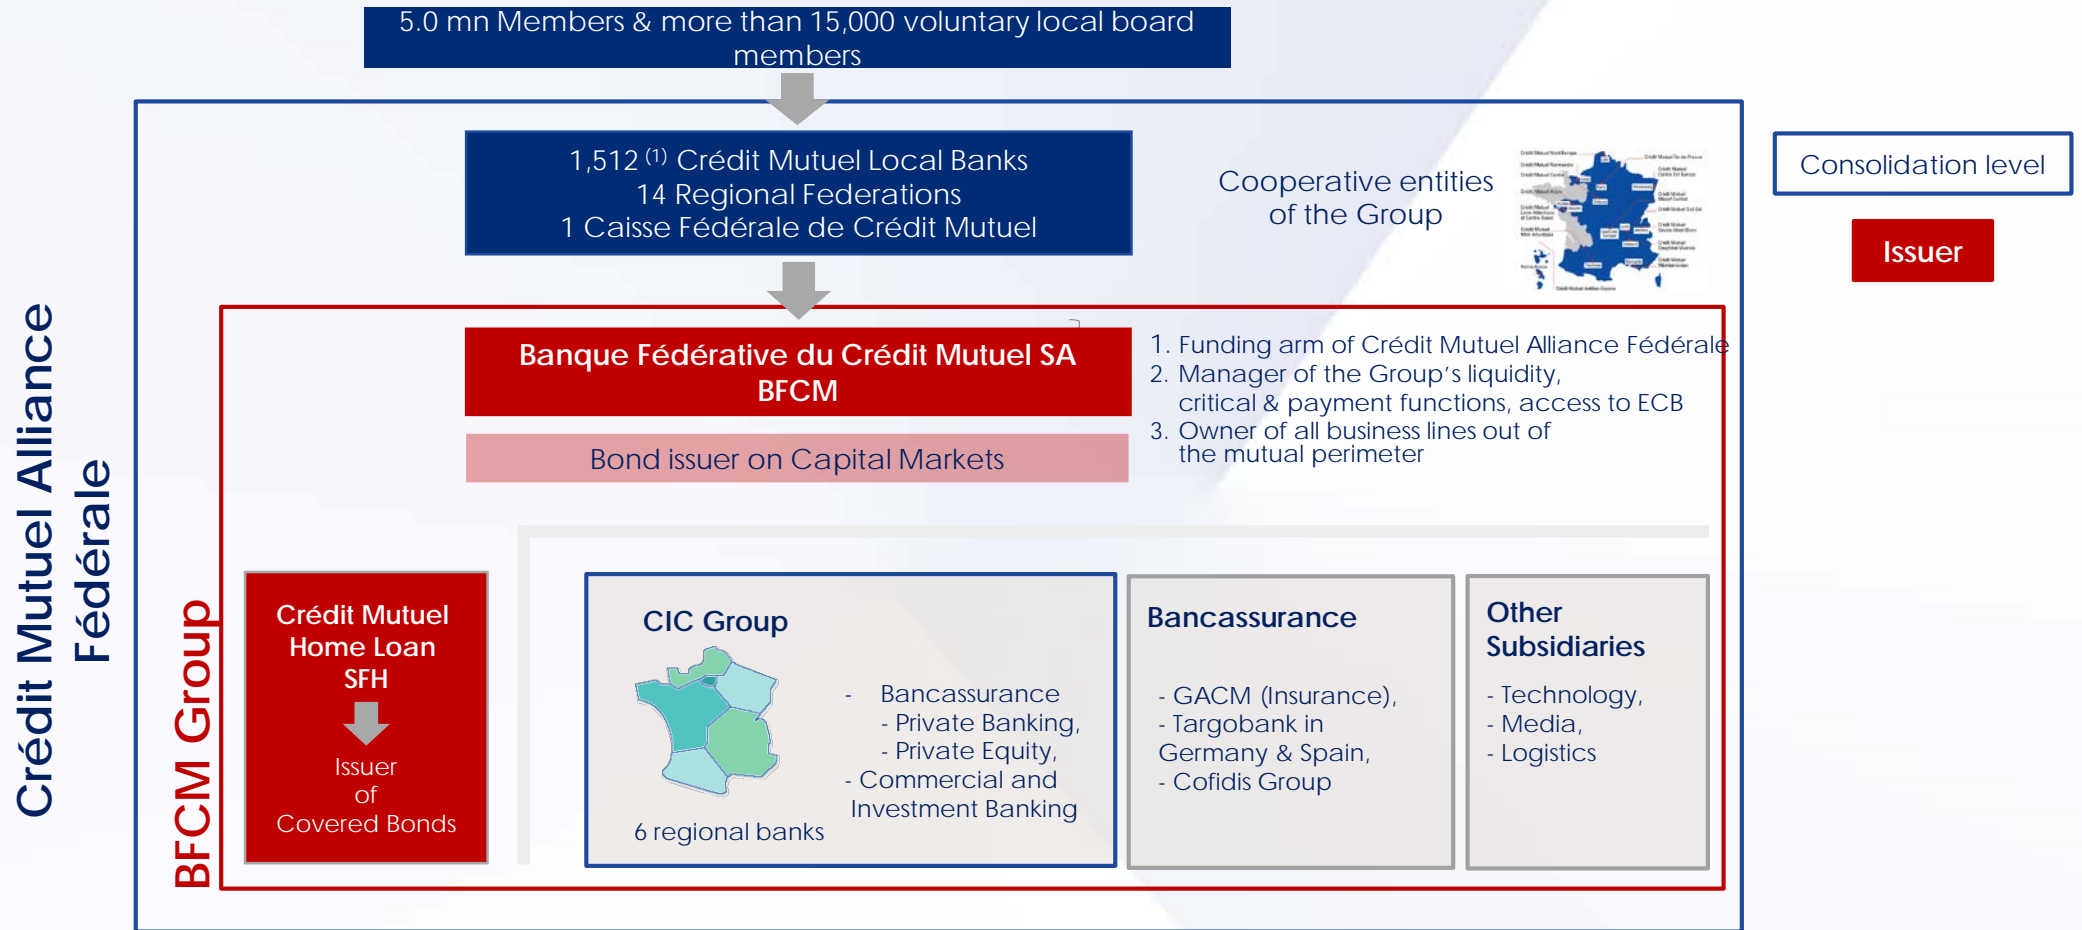 5.0 mn Members & more than 15,000 voluntary local board
members
1,512 (1) Crédit Mutuel Local Banks
14 Regional Federations
1 Caisse Fédérale de Crédit Mutuel
Cooperative entities
of the Group
Consolidation level
Issuer
Crédit Mutuel Alliance
Fédérale
BFCM Group
Banque Fédérative du Crédit Mutuel SA
BFCM
Bond issuer on Capital Markets
1. Funding arm of Crédit Mutuel Alliance Fédérale
2. Manager of the Group's liquidity,
critical & payment functions, access to ECB
3. Owner of all business lines out of
the mutual perimeter
Crédit Mutuel
Home Loan
SFH
Issuer
of
Covered Bonds
CIC Group
- Bancassurance
- Private Banking,
- Private Equity,
- Commercial and
Investment Banking
6 regional banks
Bancassurance
- GACM (Insurance),
- Targobank in
Germany & Spain,
- Cofidis Group
Other
Subsidiaries
- Technology,
- Media,
- Logistics